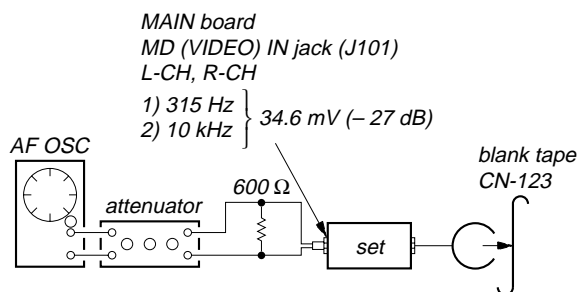 MAIN board
MD (VIDEO) IN jack (J101)
L-CH, R-CH
1) 315 Hz
2) 10 kHz
34.6 mV (– 27 dB)
AF OSC
attenuator
600 Ω
set
blank tape
CN-123